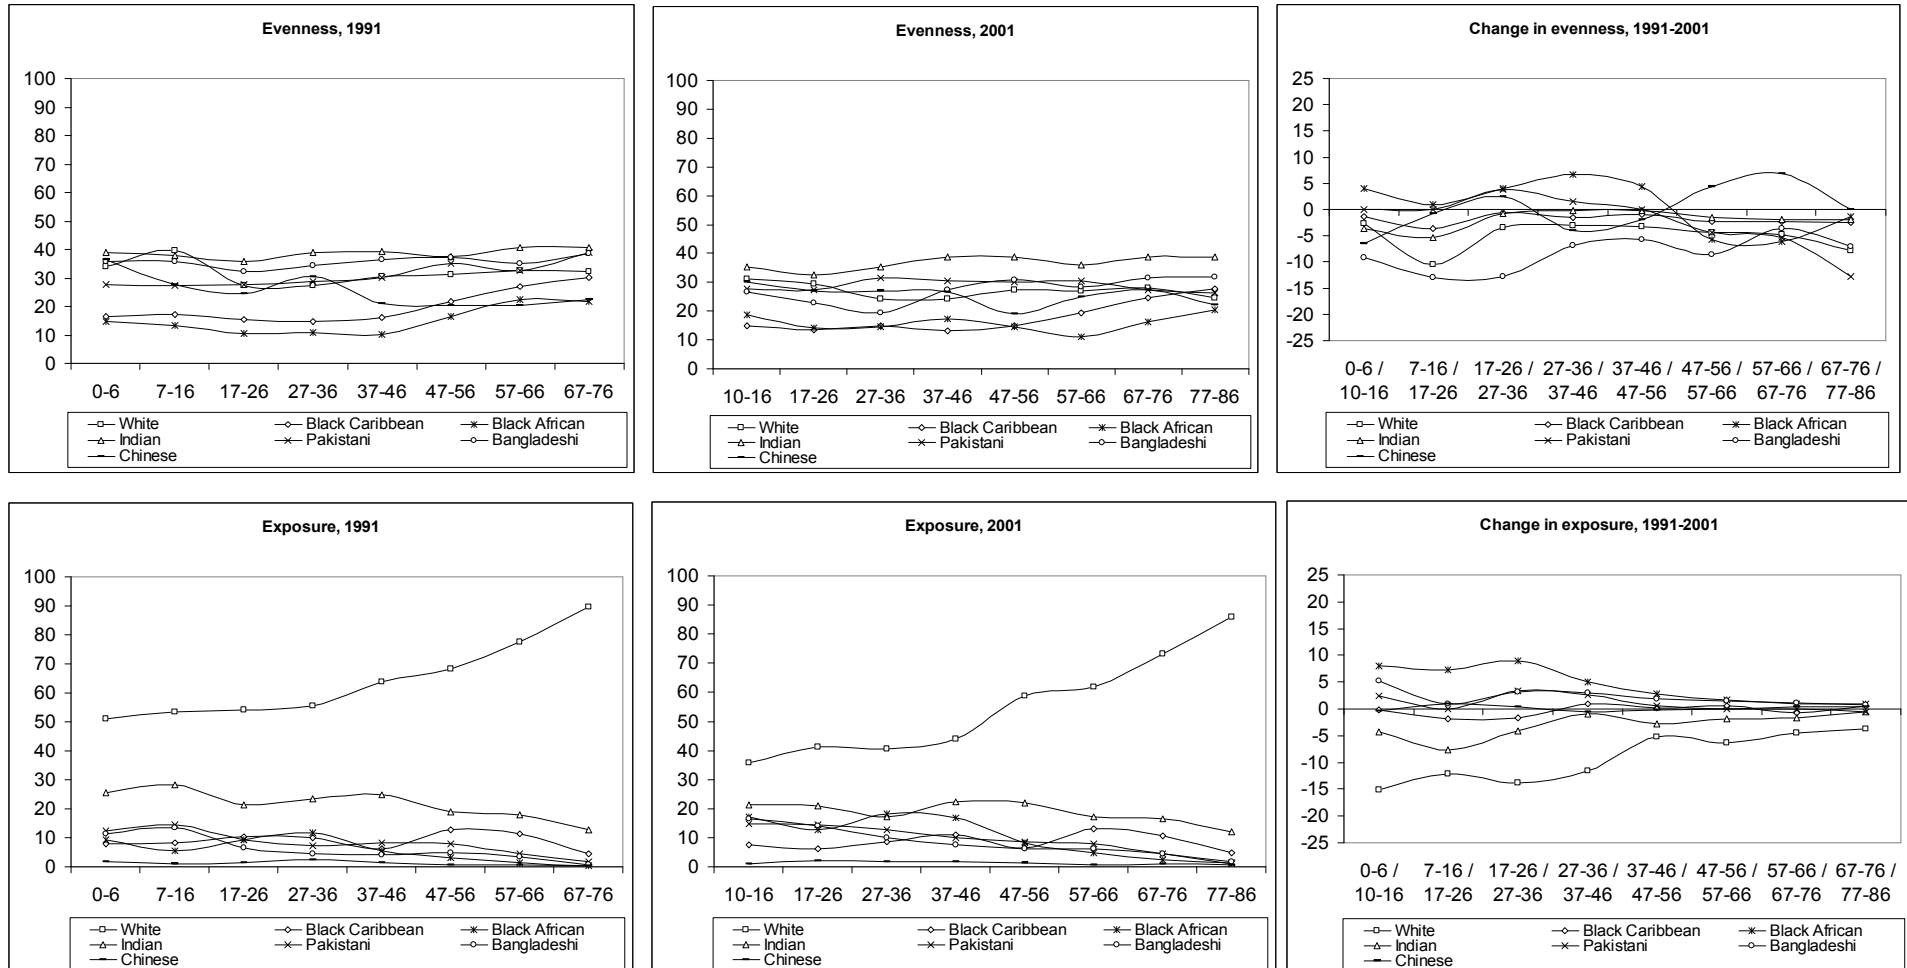 Evenness, 1991
100
90
80
70
60
50
40
30
20
10
0
0-6 7-16 17-26 27-36 37-46 47-56 57-66 67-76
White Black Caribbean Black African
Indian Pakistani Bangladeshi
Chinese
Evenness, 2001
100
90
80
70
60
50
40
30
20
10
0
10-16 17-26 27-36 37-46 47-56 57-66 67-76 77-86
White Black Caribbean Black African
Indian Pakistani Bangladeshi
Chinese
Change in evenness, 1991-2001
25
20
15
10
5
0
-5
-10
-15
-20
-25
0-6 / 7-16 / 17-26 / 27-36 / 37-46 / 47-56 / 57-66 / 67-76 /
10-16 17-26 27-36 37-46 47-56 57-66 67-76 77-86
White Black Caribbean Black African
Indian Pakistani Bangladeshi
Chinese
Exposure, 1991
100
90
80
70
60
50
40
30
20
10
0
0-6 7-16 17-26 27-36 37-46 47-56 57-66 67-76
White Black Caribbean Black African
Indian Pakistani Bangladeshi
Chinese
Exposure, 2001
100
90
80
70
60
50
40
30
20
10
0
10-16 17-26 27-36 37-46 47-56 57-66 67-76 77-86
White Black Caribbean Black African
Indian Pakistani Bangladeshi
Chinese
Change in exposure, 1991-2001
25
20
15
10
5
0
-5
-10
-15
-20
-25
0-6 / 7-16 / 17-26 / 27-36 / 37-46 / 47-56 / 57-66 / 67-76 /
10-16 17-26 27-36 37-46 47-56 57-66 67-76 77-86
White Black Caribbean Black African
Indian Pakistani Bangladeshi
Chinese